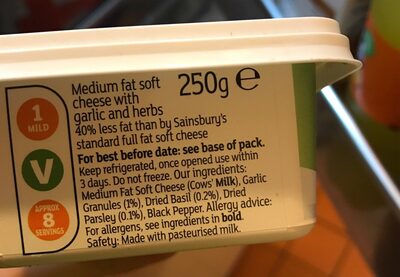 1
MILD
V
APPROX
8
SERVINGS
Medium fat soft
cheese with
garlic and herbs
250g e
40% less fat than by Sainsbury's
standard full fat soft cheese
For best before date: see base of pack.
Keep refrigerated, once opened use within
3 days. Do not freeze. Our ingredients:
Medium Fat Soft Cheese (Cows' Milk), Garlic
Granules (1%), Dried Basil (0.2%), Dried
Parsley (0.1%), Black Pepper. Allergy advice:
For allergens, see ingredients in bold.
Safety: Made with pasteurised milk.